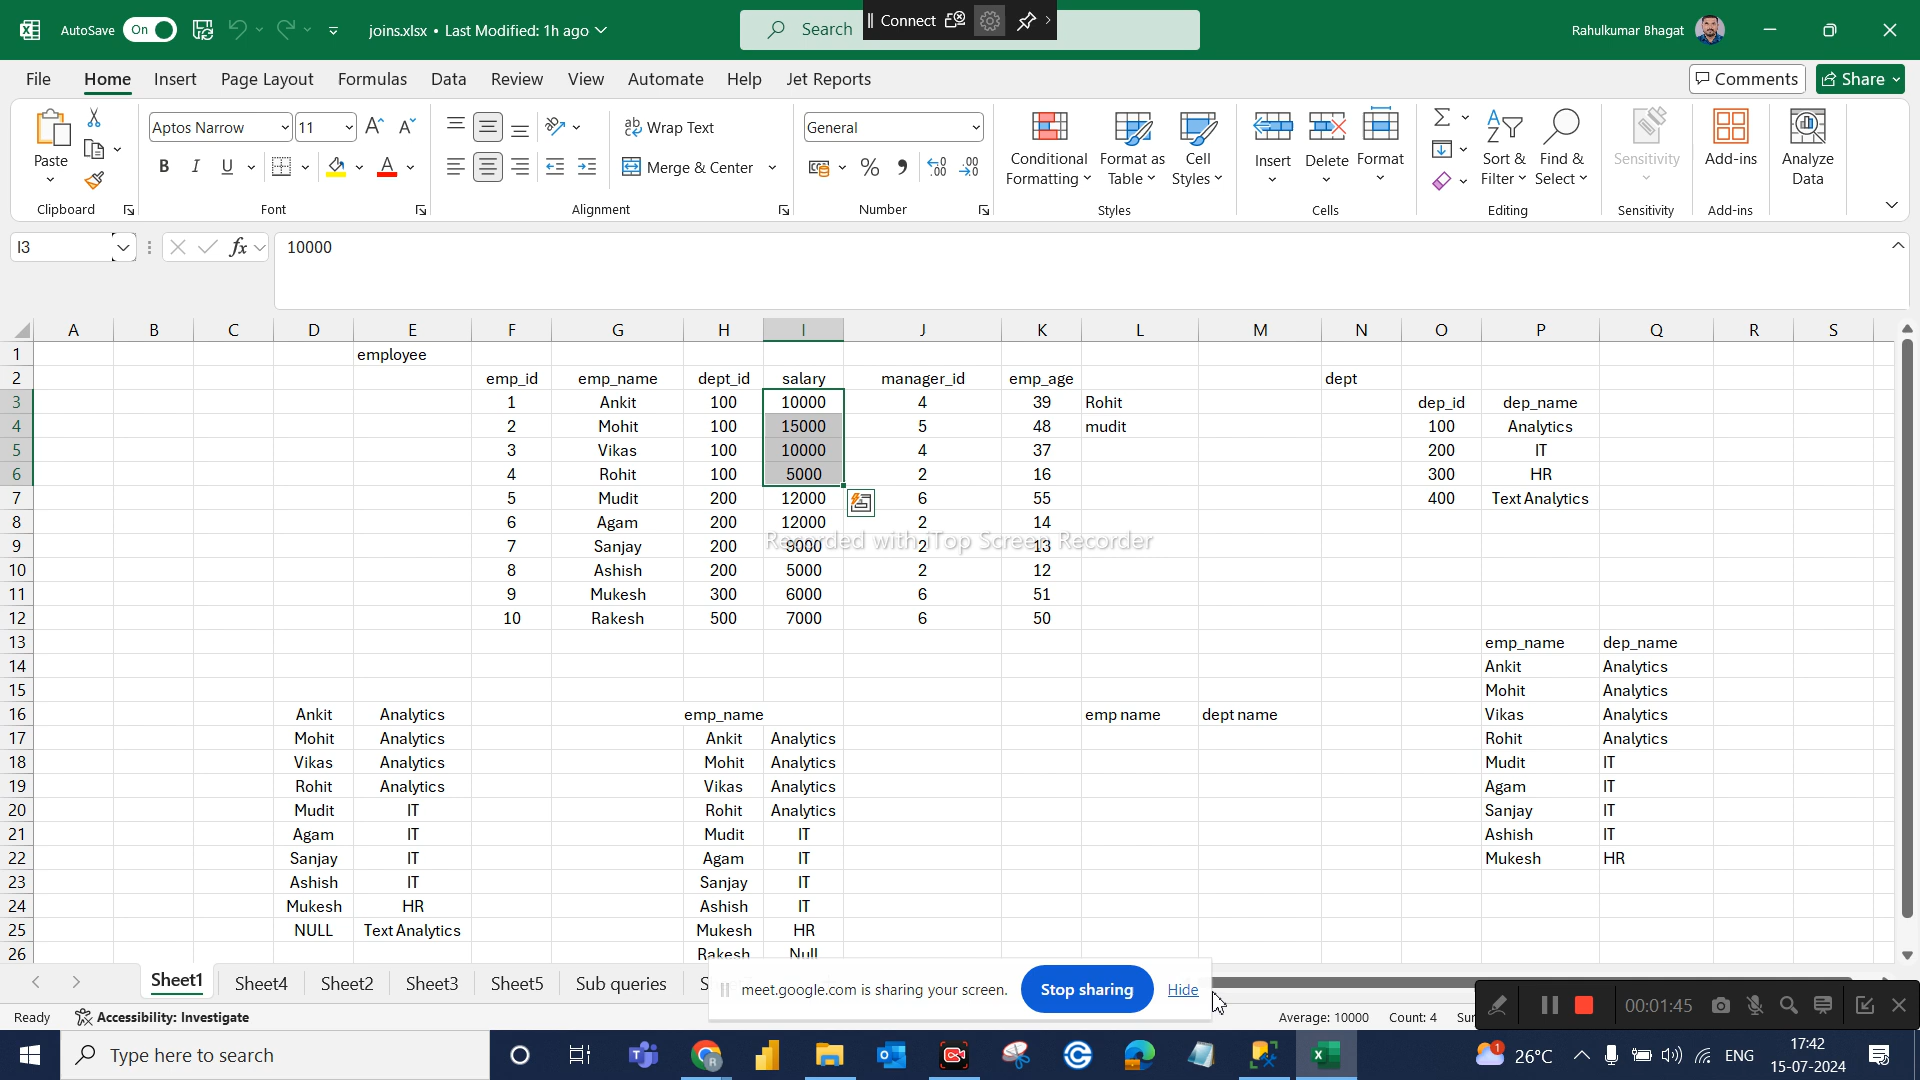 AutoSave On joins.xlsx • Last Modified: 1h ago Search Connect Rahulkumar Bhagat
File Home Insert Page Layout Formulas Data Review View Automate Help Jet Reports Comments Share
Paste Aptos Narrow 11 Wrap Text General Conditional Formatting Format as Table Cell Styles Insert Delete Format Sort & Filter Find & Select Sensitivity Add-ins Analyze Data
B I U Merge & Center
Clipboard Font Alignment Number Styles Cells Editing Sensitivity Add-ins
I3 fx 10000
A B C D E F G H I J K L M N O P Q R S
1 employee
2 emp_id emp_name dept_id salary manager_id emp_age dept
3 1 Ankit 100 10000 4 39 Rohit dep_id dep_name
4 2 Mohit 100 15000 5 48 mudit 100 Analytics
5 3 Vikas 100 10000 4 37 200 IT
6 4 Rohit 100 5000 2 16 300 HR
7 5 Mudit 200 12000 6 55 400 Text Analytics
8 6 Agam 200 12000 2 14
Recorded with iTop Screen Recorder
9 7 Sanjay 200 9000 2 13
10 8 Ashish 200 5000 2 12
11 9 Mukesh 300 6000 6 51
12 10 Rakesh 500 7000 6 50
13 emp_name dep_name
14 Ankit Analytics
15 Mohit Analytics
16 Ankit Analytics emp_name emp name dept name Vikas Analytics
17 Mohit Analytics Ankit Analytics Rohit Analytics
18 Vikas Analytics Mohit Analytics Mudit IT
19 Rohit Analytics Vikas Analytics Agam IT
20 Mudit IT Rohit Analytics Sanjay IT
21 Agam IT Mudit IT Ashish IT
22 Sanjay IT Agam IT Mukesh HR
23 Ashish IT Sanjay IT
24 Mukesh HR Ashish IT
25 NULL Text Analytics Mukesh HR
26 Rakesh Null
Sheet1 Sheet4 Sheet2 Sheet3 Sheet5 Sub queries S
meet.google.com is sharing your screen. Stop sharing Hide
Ready Accessibility: Investigate Average: 10000 Count: 4 Su 00:01:45
Type here to search 1 26°C ENG 17:42
15-07-2024